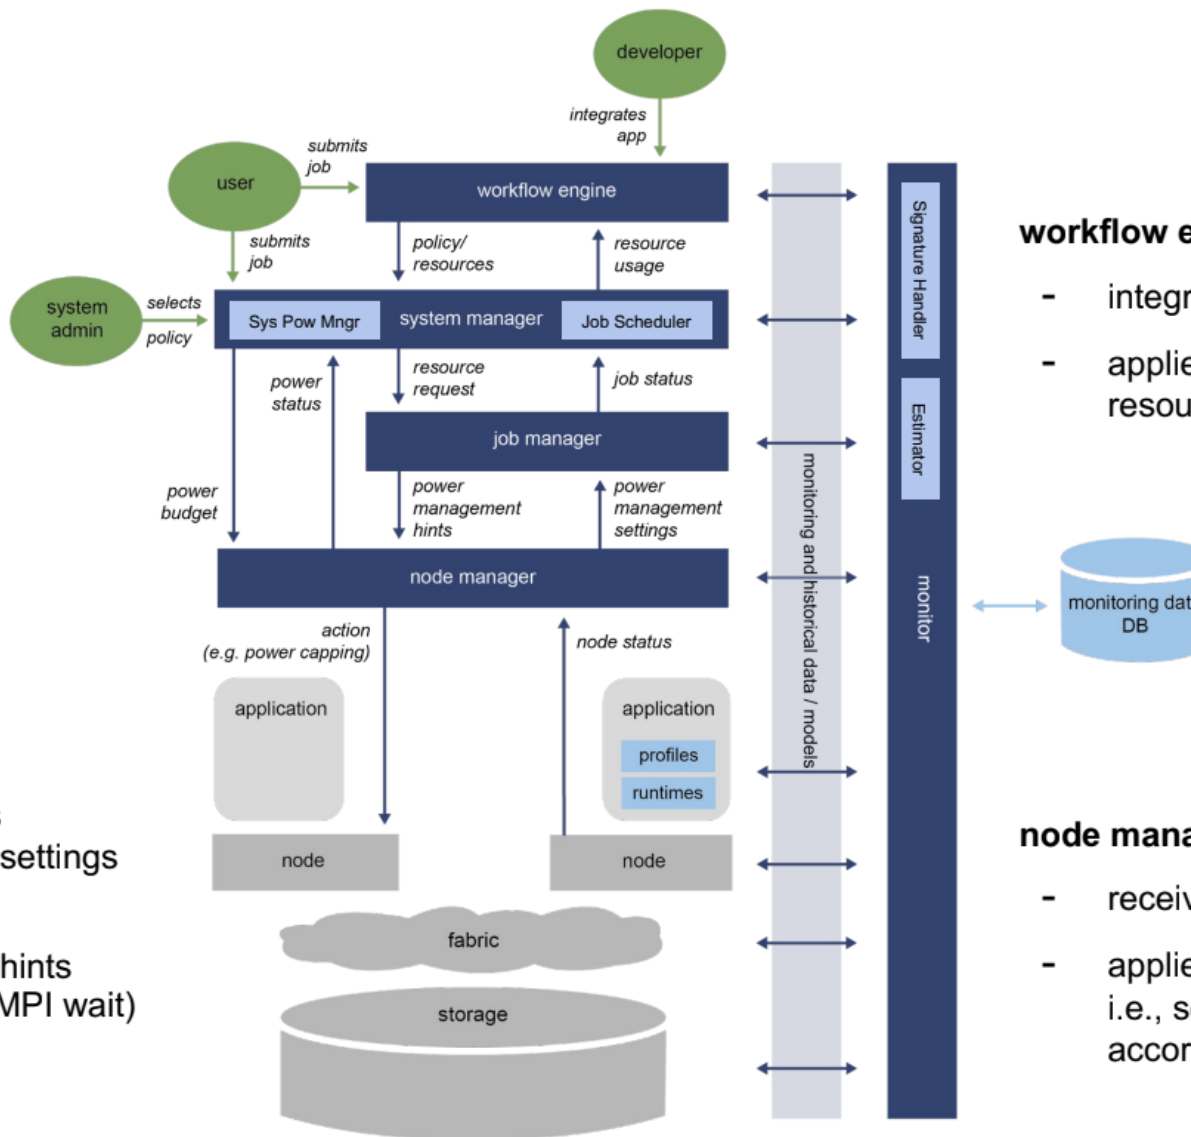 developer
integrates
app
submits
job
user
workflow engine
submits
job
policy/
resources
resource
usage
system
admin
selects
policy
Sys Pow Mngr
system manager
Job Scheduler
power
status
resource
request
job status
job manager
power
budget
power
management
hints
power
management
settings
node manager
action
(e.g. power capping)
node status
application
application
profiles
runtimes
node
node
fabric
storage
monitoring and historical data / models
Signature Handler
Estimator
monitor
monitoring dat
DB
settings
hints
MPI wait)
workflow e
- integr
- applie
resou
node mana
- receiv
- applie
i.e., s
accor